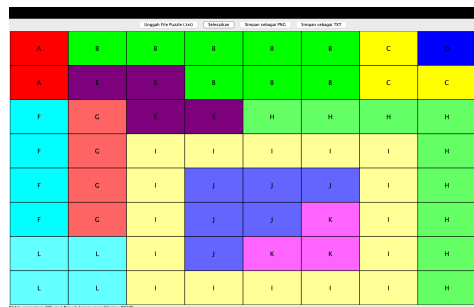 Unggah File Puzzle (.txt) Selesaikan Simpan sebagai PNG Simpan sebagai TXT
A B B B B B C D
A E E B B B C C
F G E E H H H H
F G I I I I I H
F G I J J J I H
F G I J J K I H
L L I J K K I H
L L I I I I I H